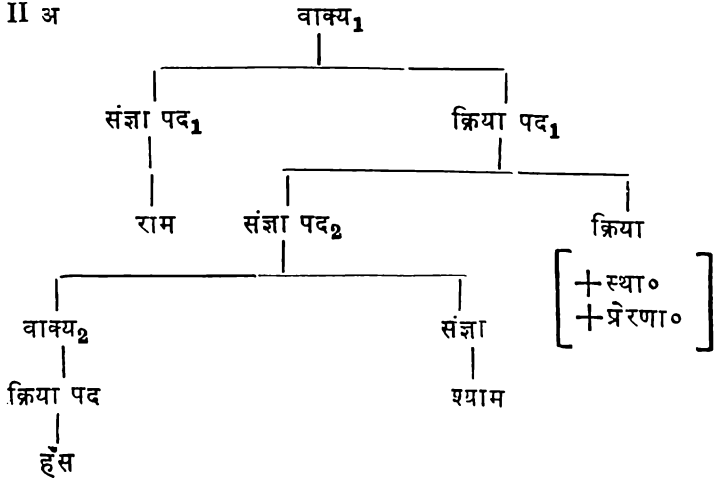 II अ वाक्य₁
संज्ञा पद₁ क्रिया पद₁
राम संज्ञा पद₂ क्रिया
+स्था०
+प्रेरणा०
वाक्य₂ संज्ञा
क्रिया पद श्याम
हँस